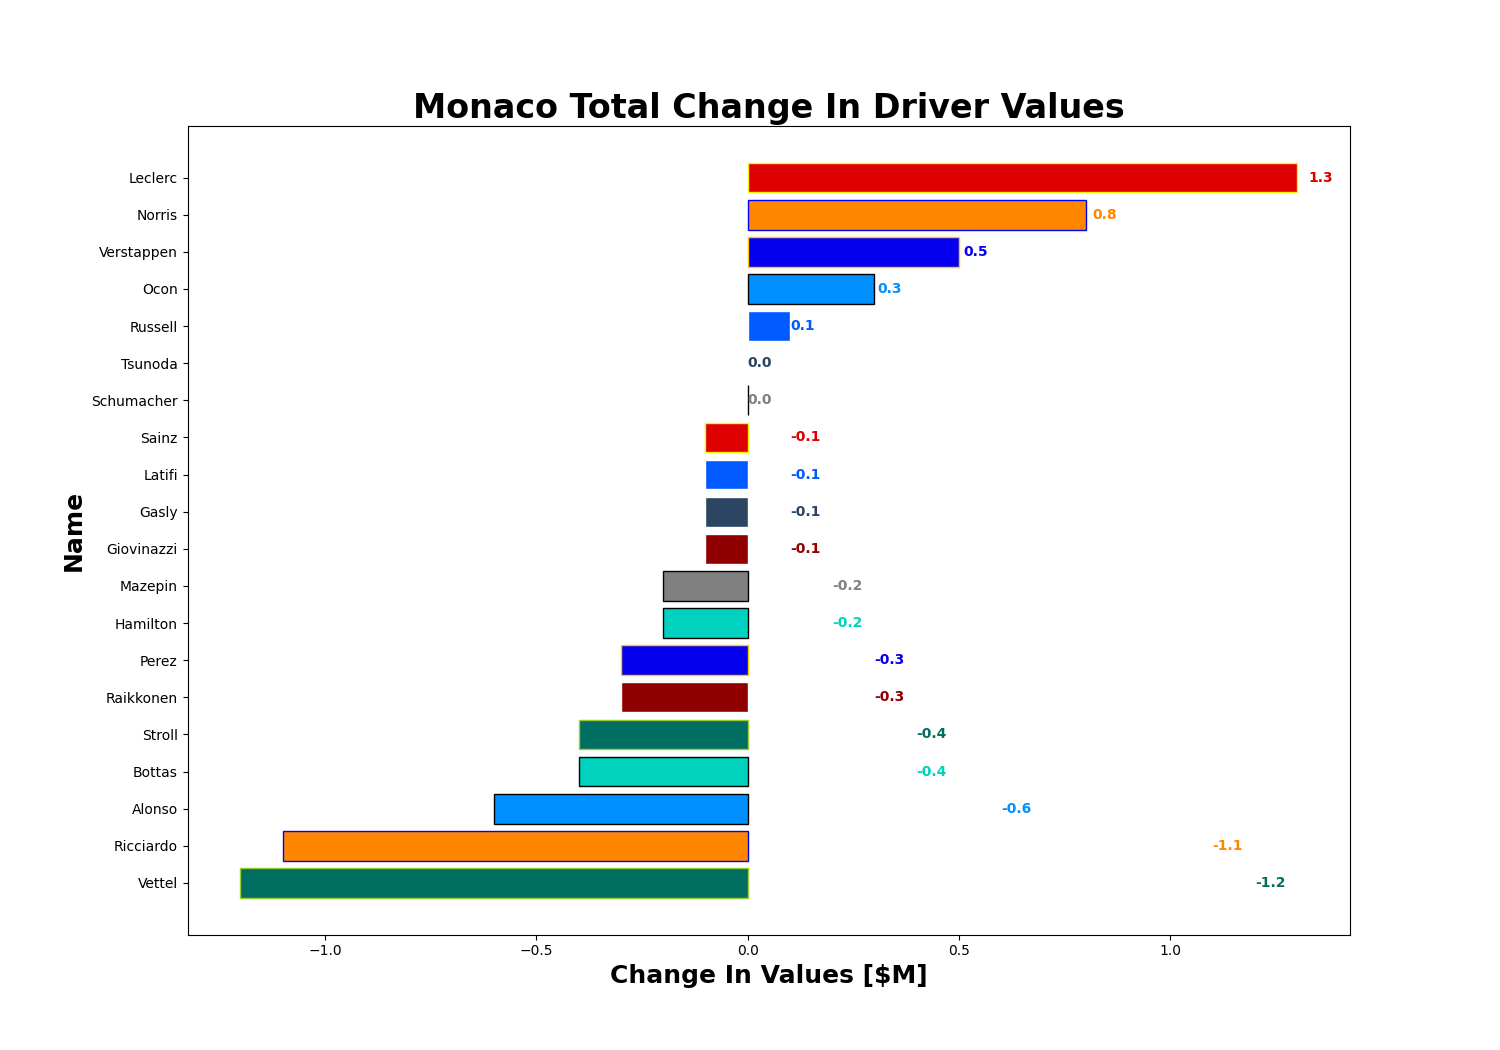 Monaco Total Change In Driver Values
Leclerc 1.3
Norris 0.8
Verstappen 0.5
Ocon 0.3
Russell 0.1
Tsunoda 0.0
Schumacher 0.0
Sainz -0.1
Latifi -0.1
Gasly -0.1
Giovinazzi -0.1
Mazepin -0.2
Hamilton -0.2
Perez -0.3
Raikkonen -0.3
Stroll -0.4
Bottas -0.4
Alonso -0.6
Ricciardo -1.1
Vettel -1.2
Name
−1.0 −0.5 0.0 0.5 1.0
Change In Values [$M]